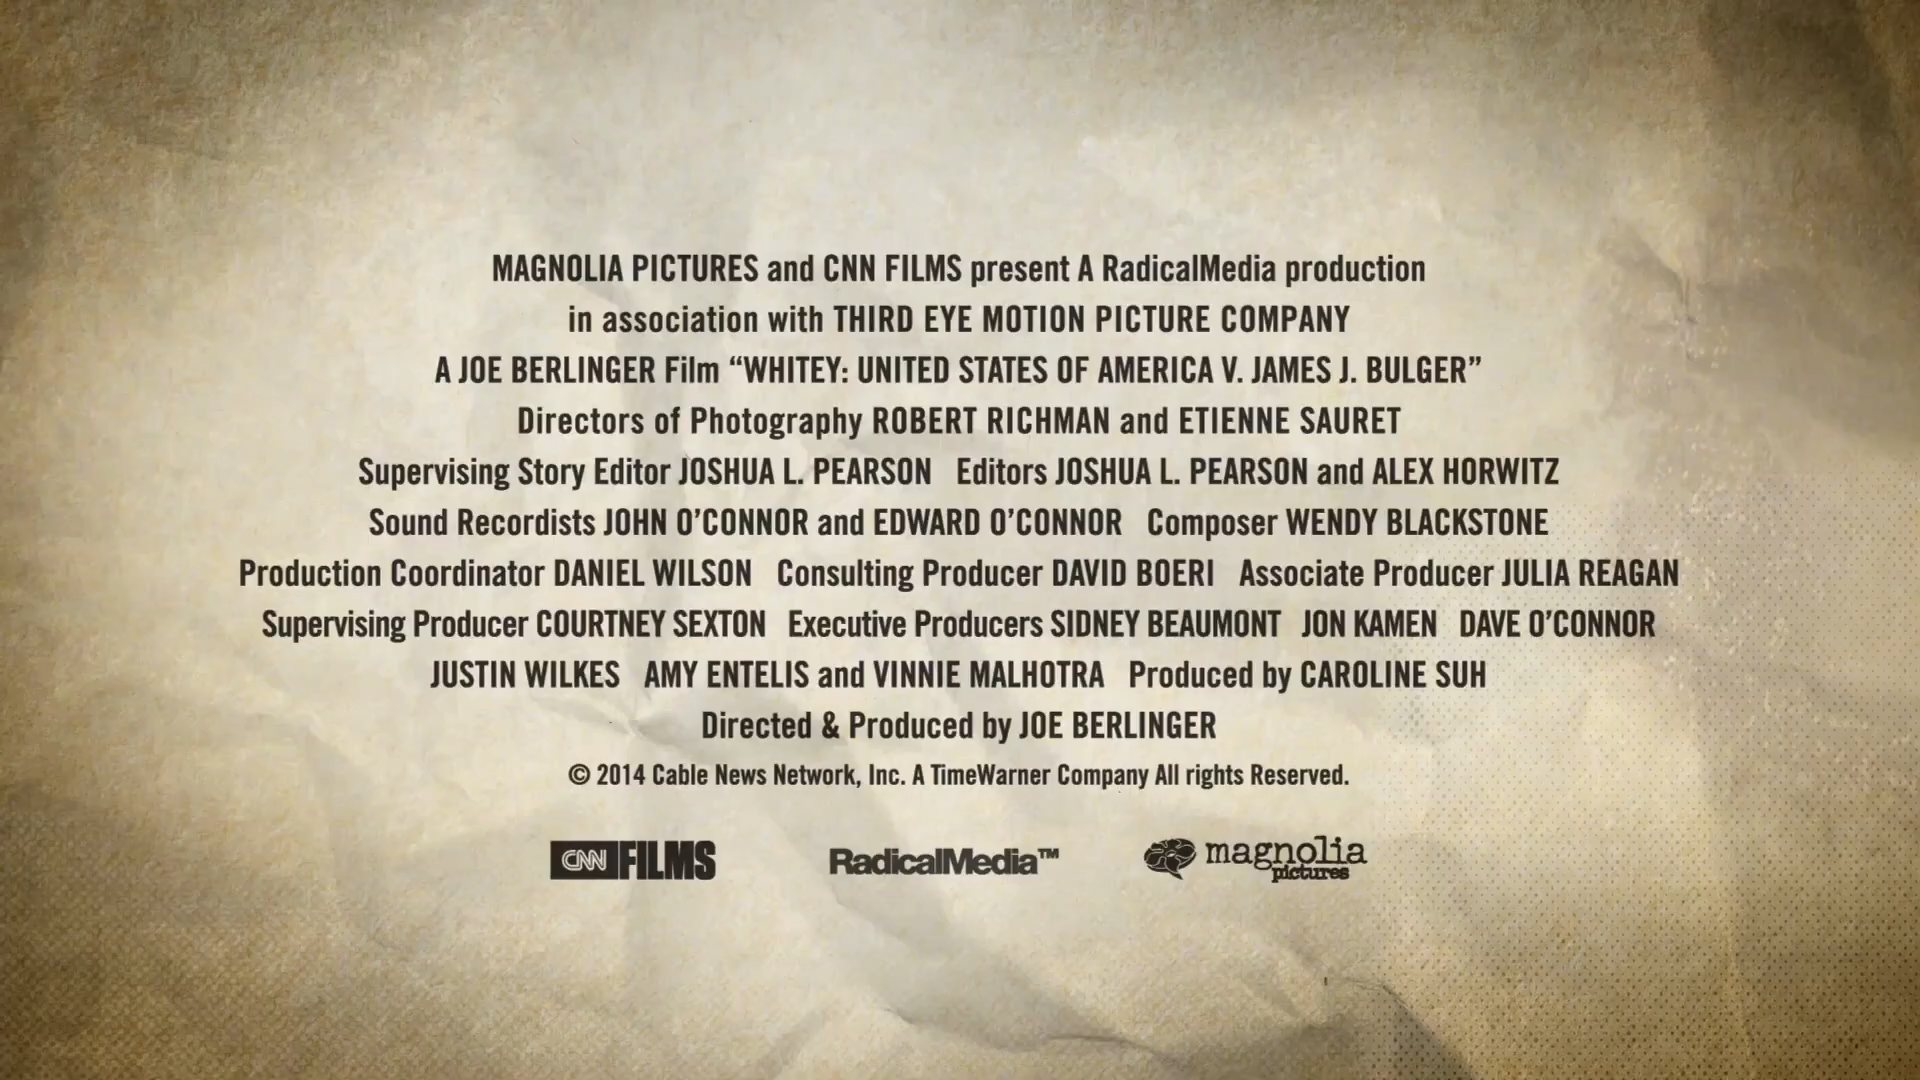 MAGNOLIA PICTURES and CNN FILMS present A RadicalMedia production
in association with THIRD EYE MOTION PICTURE COMPANY
A JOE BERLINGER Film “WHITEY: UNITED STATES OF AMERICA V. JAMES J. BULGER”
Directors of Photography ROBERT RICHMAN and ETIENNE SAURET
Supervising Story Editor JOSHUA L. PEARSON Editors JOSHUA L. PEARSON and ALEX HORWITZ
Sound Recordists JOHN O’CONNOR and EDWARD O’CONNOR Composer WENDY BLACKSTONE
Production Coordinator DANIEL WILSON Consulting Producer DAVID BOERI Associate Producer JULIA REAGAN
Supervising Producer COURTNEY SEXTON Executive Producers SIDNEY BEAUMONT JON KAMEN DAVE O’CONNOR
JUSTIN WILKES AMY ENTELIS and VINNIE MALHOTRA Produced by CAROLINE SUH
Directed & Produced by JOE BERLINGER
© 2014 Cable News Network, Inc. A TimeWarner Company All rights Reserved.
CNN FILMS RadicalMedia™ magnolia
pictures